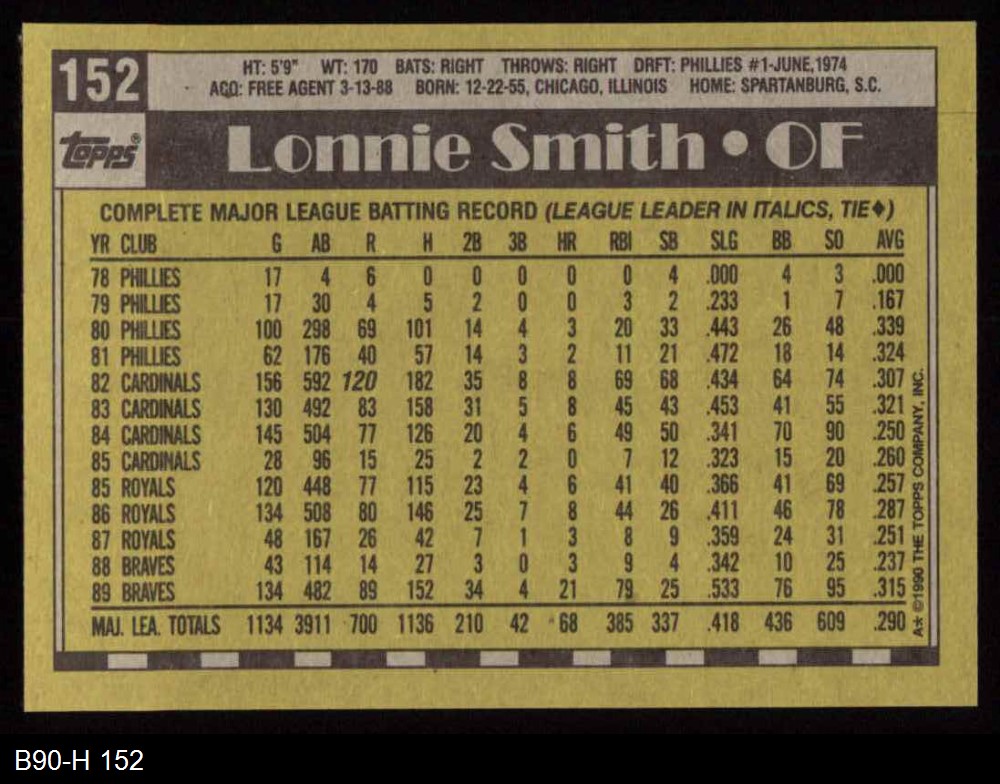 152
HT: 5'9" WT: 170 BATS: RIGHT THROWS: RIGHT DRFT: PHILLIES #1-JUNE, 1974
ACQ: FREE AGENT 3-13-88 BORN: 12-22-55, CHICAGO, ILLINOIS HOME: SPARTANBURG, S.C.
Topps®
Lonnie Smith • OF
COMPLETE MAJOR LEAGUE BATTING RECORD (LEAGUE LEADER IN ITALICS, TIE♦)
YR CLUB G AB R H 2B 3B HR RBI SB SLG BB SO AVG
78 PHILLIES 17 4 6 0 0 0 0 0 4 .000 4 3 .000
79 PHILLIES 17 30 4 5 2 0 0 3 2 .233 1 7 .167
80 PHILLIES 100 298 69 101 14 4 3 20 33 .443 26 48 .339
81 PHILLIES 62 176 40 57 14 3 2 11 21 .472 18 14 .324
82 CARDINALS 156 592 120 182 35 8 8 69 68 .434 64 74 .307
83 CARDINALS 130 492 83 158 31 5 8 45 43 .453 41 55 .321
84 CARDINALS 145 504 77 126 20 4 6 49 50 .341 70 90 .250
85 CARDINALS 28 96 15 25 2 2 0 7 12 .323 15 20 .260
85 ROYALS 120 448 77 115 23 4 6 41 40 .366 41 69 .257
86 ROYALS 134 508 80 146 25 7 8 44 26 .411 46 78 .287
87 ROYALS 48 167 26 42 7 1 3 8 9 .359 24 31 .251
88 BRAVES 43 114 14 27 3 0 3 9 4 .342 10 25 .237
89 BRAVES 134 482 89 152 34 4 21 79 25 .533 76 95 .315
MAJ. LEA. TOTALS 1134 3911 700 1136 210 42 68 385 337 .418 436 609 .290
A* ©1990 THE TOPPS COMPANY, INC.
B90-H 152